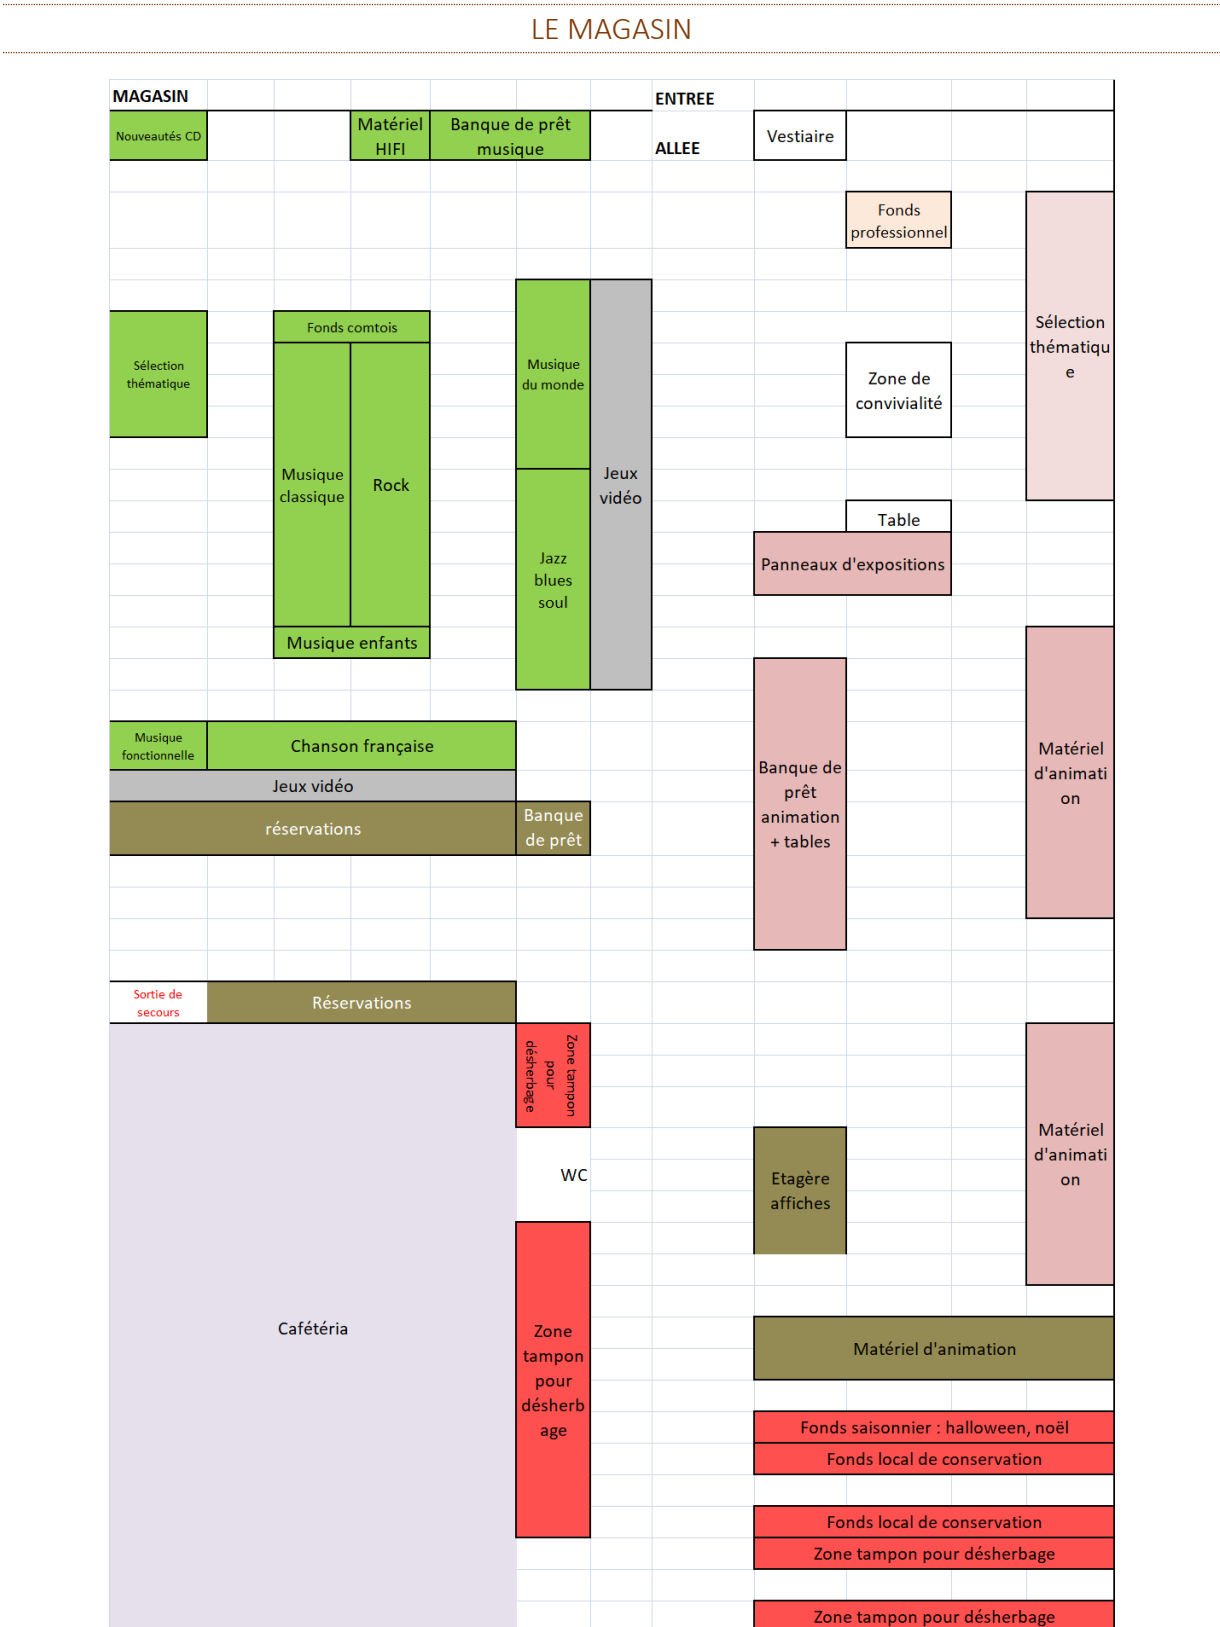 LE MAGASIN
MAGASIN
ENTREE
Nouveautés CD
Matériel
HIFI
Banque de prêt
musique
ALLEE
Vestiaire
Fonds
professionnel
Sélection
thématiqu
e
Fonds comtois
Sélection
thématique
Musique
du monde
Zone de
convivialité
Musique
classique
Rock
Jeux
vidéo
Table
Panneaux d'expositions
Jazz
blues
soul
Musique enfants
Musique
fonctionnelle
Chanson française
Jeux vidéo
réservations
Banque
de prêt
Banque de
prêt
animation
+ tables
Matériel
d'animati
on
Sortie de
secours
Réservations
Zone tampon
pour
désherbage
WC
Etagère
affiches
Matériel
d'animati
on
Cafétéria
Zone
tampon
pour
désherb
age
Matériel d'animation
Fonds saisonnier : halloween, noël
Fonds local de conservation
Fonds local de conservation
Zone tampon pour désherbage
Zone tampon pour désherbage